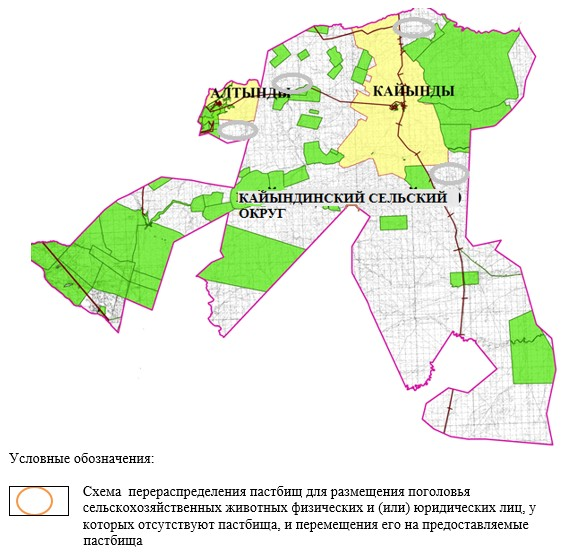 АЛТЫНДЫ
КАЙЫНДЫ
КАЙЫНДИНСКИЙ СЕЛЬСКИЙ
ОКРУГ
Условные обозначения:
Схема перераспределения пастбищ для размещения поголовья
сельскохозяйственных животных физических и (или) юридических лиц, у
которых отсутствуют пастбища, и перемещения его на предоставляемые
пастбища